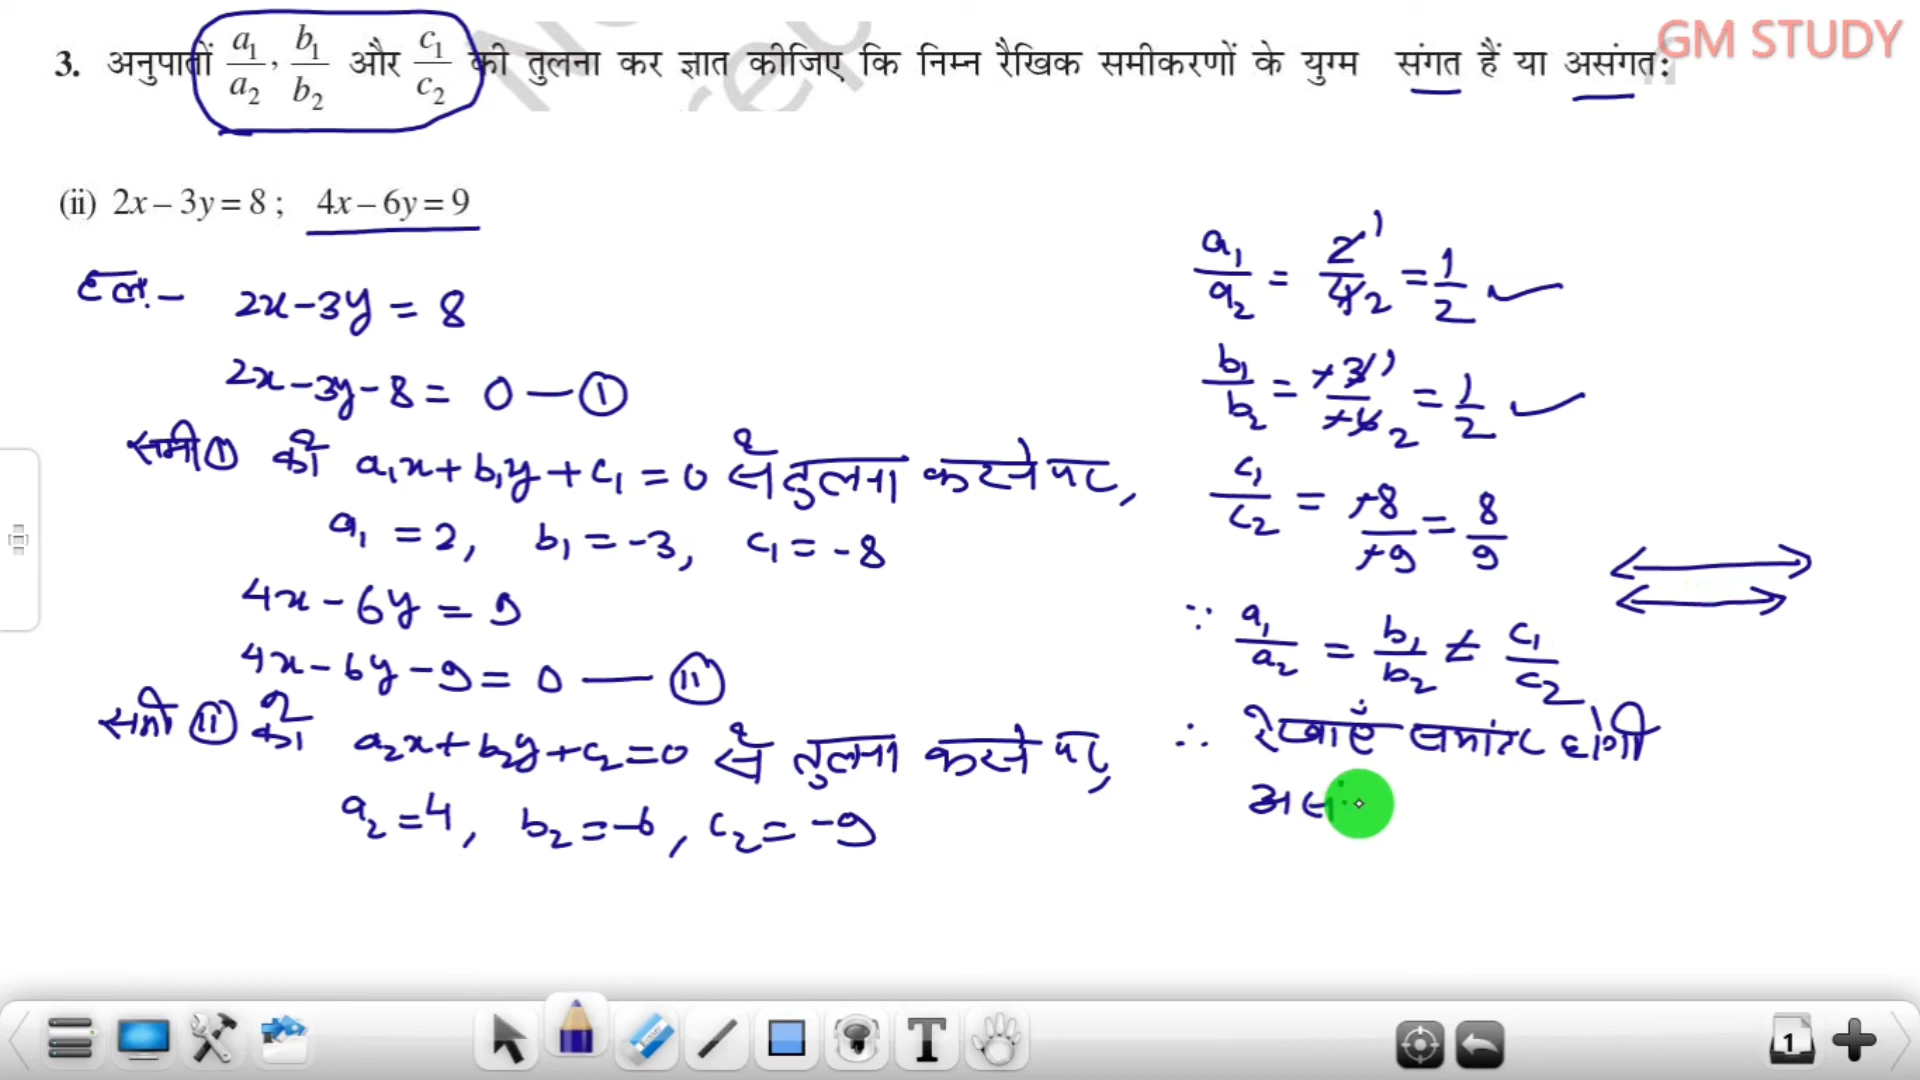 GM STUDY
3. अनुपातों a₁/a₂, b₁/b₂ और c₁/c₂ की तुलना कर ज्ञात कीजिए कि निम्न रैखिक समीकरणों के युग्म संगत हैं या असंगत:
(ii) 2x – 3y = 8 ; 4x – 6y = 9
हल:-
2x-3y = 8
2x-3y-8 = 0 — ①
समी ① को a₁x+b₁y+c₁=0 से तुलना करने पर,
a₁ = 2, b₁ = -3, c₁ = -8
4x-6y = 9
4x-6y-9 = 0 — ⑪
समी ⑪ को a₂x+b₂y+c₂=0 से तुलना करने पर,
a₂=4, b₂=-6, c₂=-9
a₁/a₂ = 2/4 = 1/2
b₁/b₂ = -3/-6 = 1/2
c₁/c₂ = -8/-9 = 8/9
∵ a₁/a₂ = b₁/b₂ ≠ c₁/c₂
∴ रेखाएँ समांतर होंगी
1